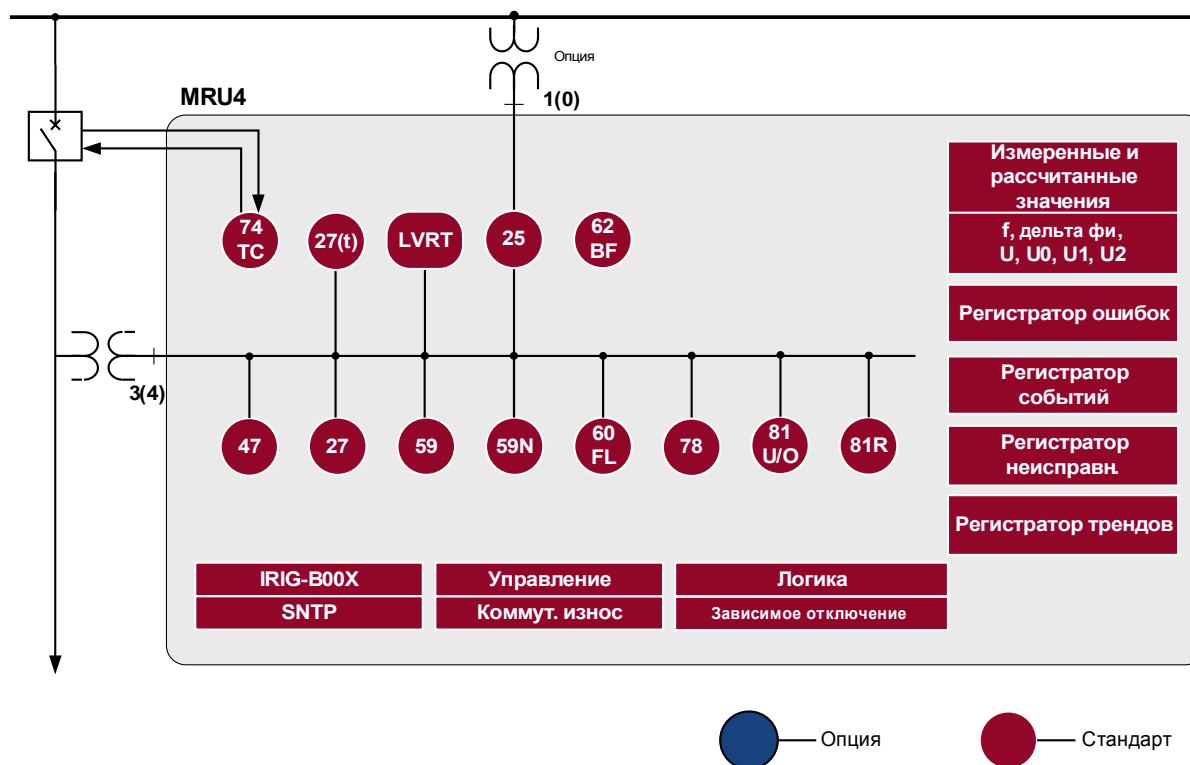 Опция
MRU4
1(0)
74
TC
27(t)
LVRT
25
62
BF
Измеренные и
рассчитанные
значения
f, дельта фи,
U, U0, U1, U2
Регистратор ошибок
Регистратор
событий
Регистратор
неисправн.
Регистратор трендов
3(4)
47
27
59
59N
60
FL
78
81
U/O
81R
IRIG-B00X
SNTP
Управление
Коммут. износ
Логика
Зависимое отключение
Опция
Стандарт